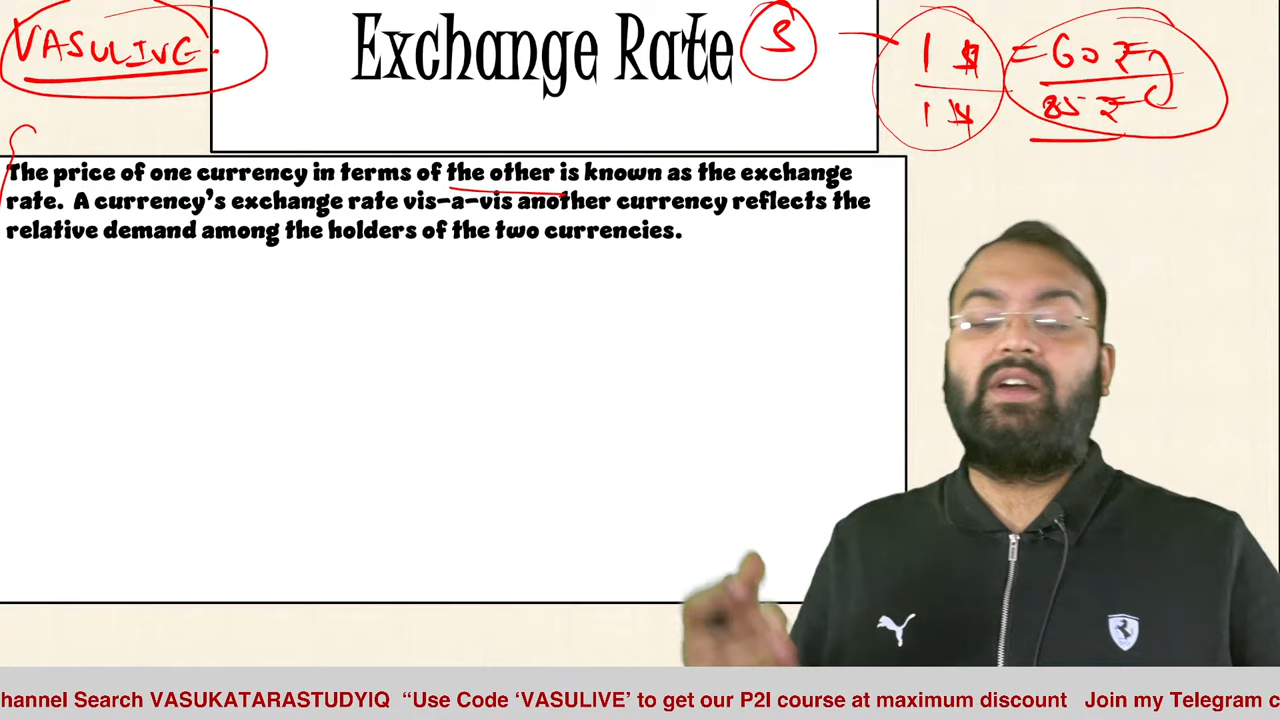 VASULIVE
Exchange Rate
1 $ = 60 ₹
1 $ 85 ₹
The price of one currency in terms of the other is known as the exchange
rate. A currency's exchange rate vis-a-vis another currency reflects the
relative demand among the holders of the two currencies.
hannel Search VASUKATARASTUDYIQ “Use Code ‘VASULIVE’ to get our P2I course at maximum discount Join my Telegram c